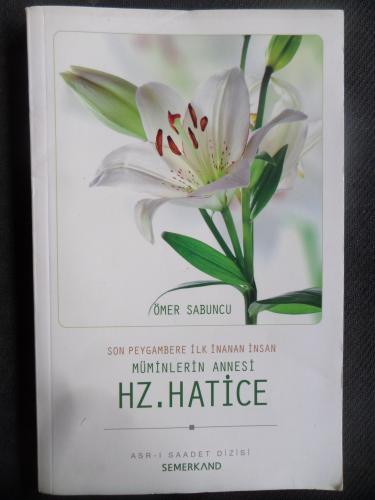 ÖMER SABUNCU
SON PEYGAMBERE İLK İNANAN İNSAN
MÜMİNLERİN ANNESİ
HZ.HATİCE
ASR-I SAADET DİZİSİ
SEMERKAND